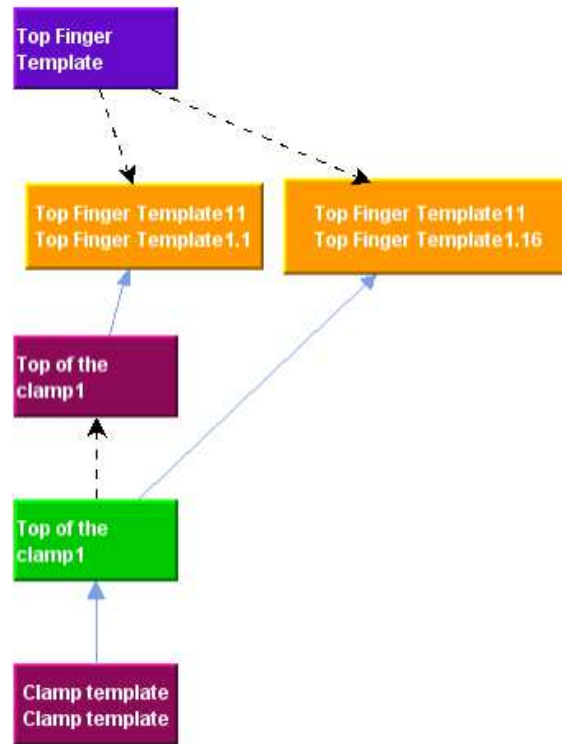 Top Finger
Template
Top Finger Template11
Top Finger Template1.1
Top Finger Template11
Top Finger Template1.16
Top of the
clamp1
Top of the
clamp1
Clamp template
Clamp template